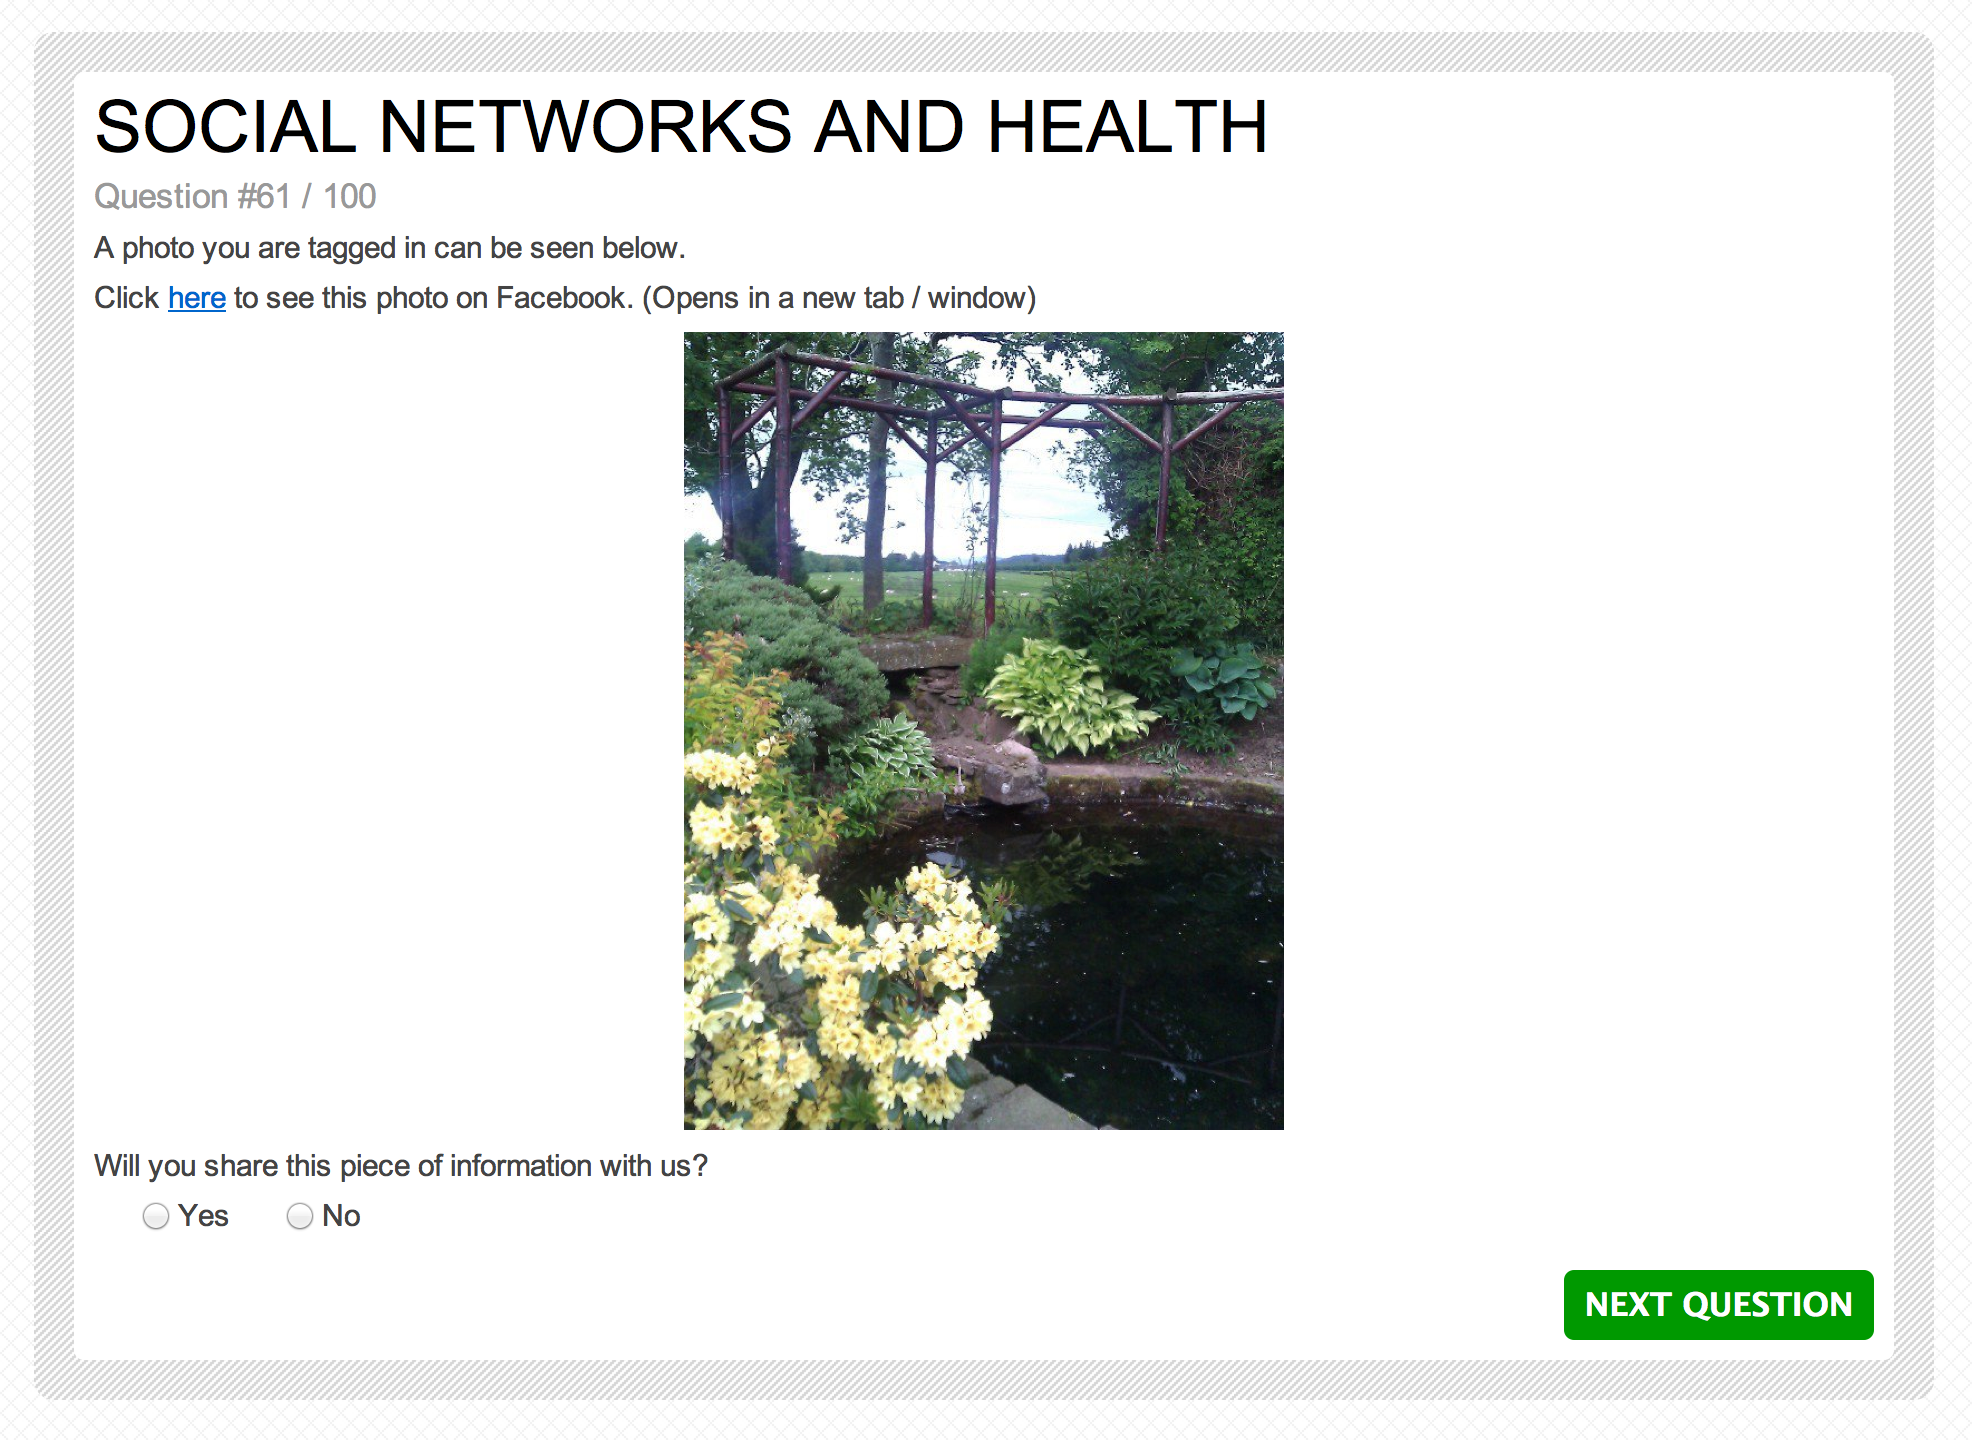 SOCIAL NETWORKS AND HEALTH
Question #61 / 100
A photo you are tagged in can be seen below.
Click here to see this photo on Facebook. (Opens in a new tab / window)
Will you share this piece of information with us?
Yes No
NEXT QUESTION